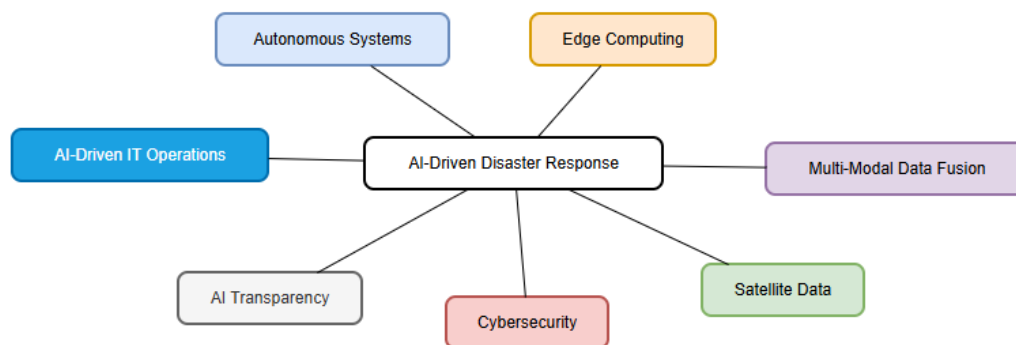 Autonomous Systems
Edge Computing
AI-Driven IT Operations
AI-Driven Disaster Response
Multi-Modal Data Fusion
AI Transparency
Cybersecurity
Satellite Data